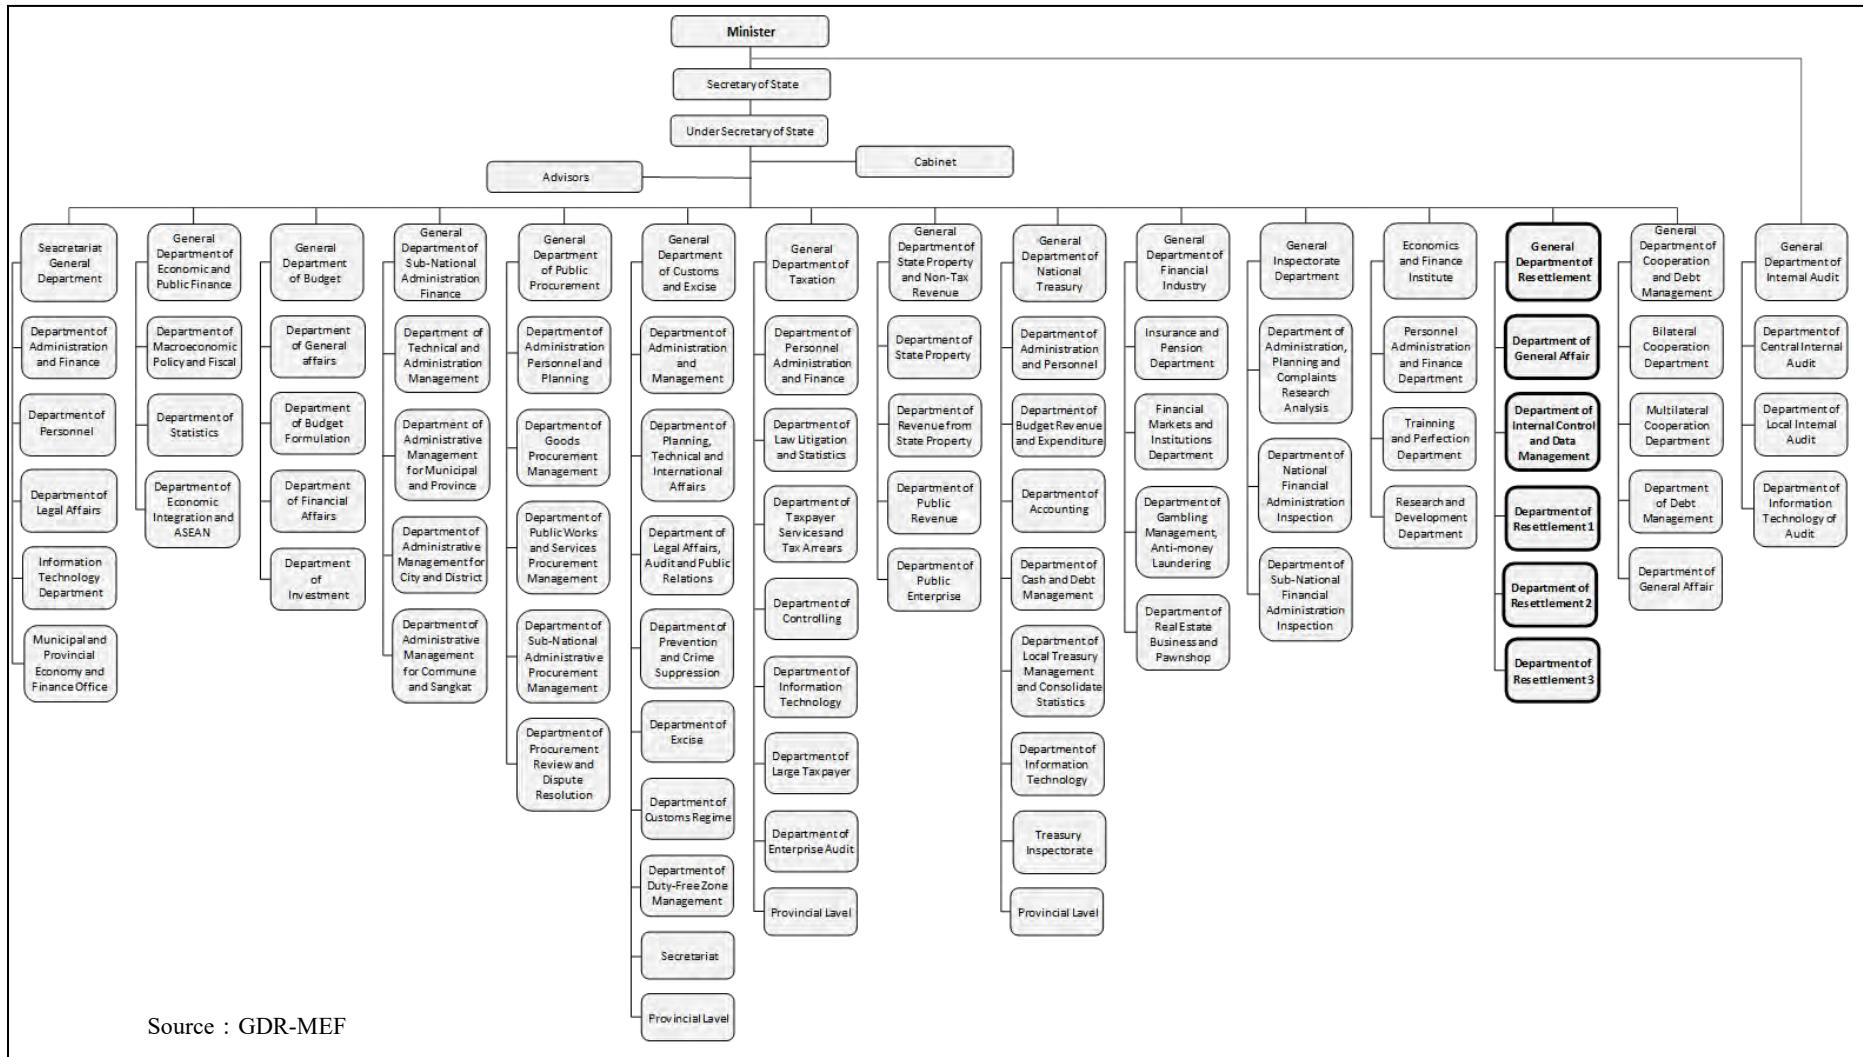 Minister
Secretary of State
Under Secretary of State
Cabinet
Advisors
Seacretariat
General
Department
Department of
Administration
and Finance
Department of
Personnel
Department of
Legal Affairs
Information
Technology
Department
Municipal and
Provincial
Economy and
Finance Office
General
Department of
Economic and
Public Finance
Department of
Macroeconomic
Policy and Fiscal
Department of
Statistics
Department of
Economic
Integration and
ASEAN
General
Department
of Budget
Department
of General
affairs
Department
of Budget
Formulation
Department
of Financial
Affairs
Department
of
Investment
General
Department of
Sub-National
Administration
Finance
Department of
Technical and
Administration
Management
Department of
Administrative
Management
for Municipal
and Province
Department of
Administrative
Management for
City and District
Department of
Administrative
Management
for Commune
and Sangkat
General
Department
of Public
Procurement
Department of
Administration
Personnel and
Planning
Department of
Goods
Procurement
Management
Department of
Public Works
and Services
Procurement
Management
Department of
Sub-National
Administrative
Procurement
Management
Department of
Procurement
Review and
Dispute
Resolution
General
Department
of Customs
and Excise
Department of
Administration
and
Management
Department of
Planning,
Technical and
International
Affairs
Department of
Legal Affairs,
Audit and Public
Relations
Department of
Prevention
and Crime
Suppression
Department of
Excise
Department of
Customs Regime
Department of
Duty-Free Zone
Management
Secretariat
Provincial Lavel
General
Department of
Taxation
Department of
Personnel
Administration
and Finance
Department of
Law Litigation
and Statistics
Department of
Taxpayer
Services and
Tax Arrears
Department of
Controlling
Department of
Information
Technology
Department of
Large Taxpayer
Department of
Enterprise Audit
Provincial Lavel
General
Department of
State Property
and Non-Tax
Revenue
Department of
State Property
Department of
Revenue from
State Property
Department of
Public
Revenue
Department of
Public
Enterprise
General
Department of
National
Treasury
Department of
Administration
and Personnel
Department of
Budget Revenue
and Expenditure
Department of
Accounting
Department of
Cash and Debt
Management
Department of
Local Treasury
Management
and Consolidate
Statistics
Department of
Information
Technology
Treasury
Inspectorate
Provincial Lavel
General
Department of
Financial
Industry
Insurance and
Pension
Department
Financial
Markets and
Institutions
Department
Department of
Gambling
Management,
Anti-money
Laundering
Department of
Real Estate
Business and
Pawnshop
General
Inspectorate
Department
Department of
Administration,
Planning and
Complaints
Research
Analysis
Department of
National
Financial
Administration
Inspection
Department of
Sub-National
Financial
Administration
Inspection
Economics
and Finance
Institute
Personnel
Administration
and Finance
Department
Trainning
and Perfection
Department
Research and
Development
Department
General
Department of
Resettlement
Department of
General Affair
Department of
Internal Control
and Data
Management
Department of
Resettlement 1
Department of
Resettlement 2
Department of
Resettlement 3
General
Department of
Cooperation
and Debt
Management
Bilateral
Cooperation
Department
Multilateral
Cooperation
Department
Department
of Debt
Management
Department
of General Affair
General
Department of
Internal Audit
Department of
Central Internal
Audit
Department of
Local Internal
Audit
Department of
Information
Technology of
Audit
Source : GDR-MEF